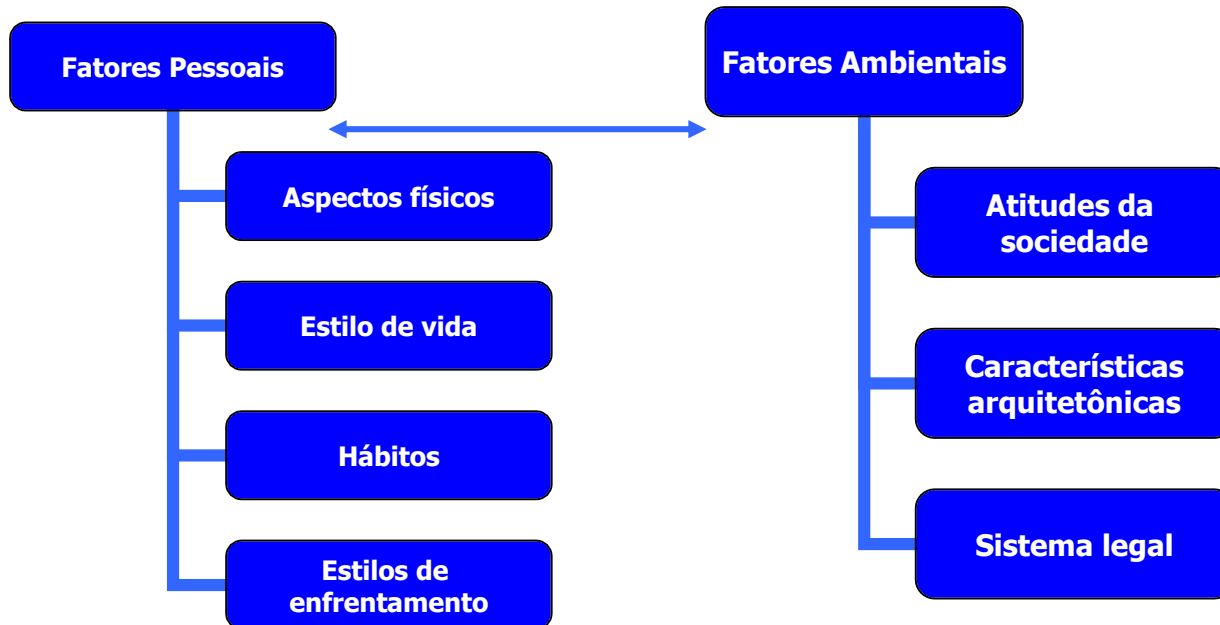 Fatores Pessoais
Aspectos físicos
Estilo de vida
Hábitos
Estilos de
enfrentamento
Fatores Ambientais
Atitudes da
sociedade
Característísicas
arquitetônicas
Sistema legal